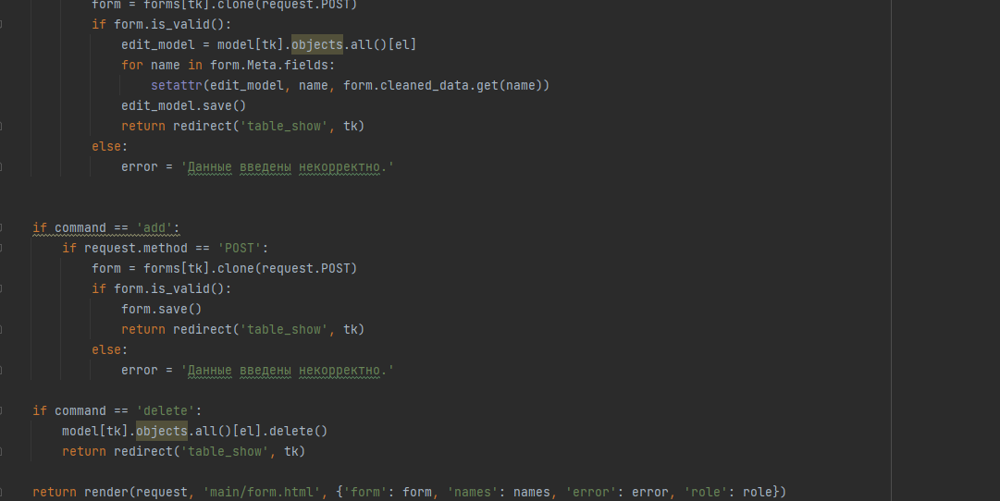 form = forms[tk].clone(request.POST)
if form.is_valid():
edit_model = model[tk].objects.all()[el]
for name in form.Meta.fields:
setattr(edit_model, name, form.cleaned_data.get(name))
edit_model.save()
return redirect('table_show', tk)
else:
error = 'Данные введены некорректно.'
if command == 'add':
if request.method == 'POST':
form = forms[tk].clone(request.POST)
if form.is_valid():
form.save()
return redirect('table_show', tk)
else:
error = 'Данные введены некорректно.'
if command == 'delete':
model[tk].objects.all()[el].delete()
return redirect('table_show', tk)
return render(request, 'main/form.html', {'form': form, 'names': names, 'error': error, 'role': role})